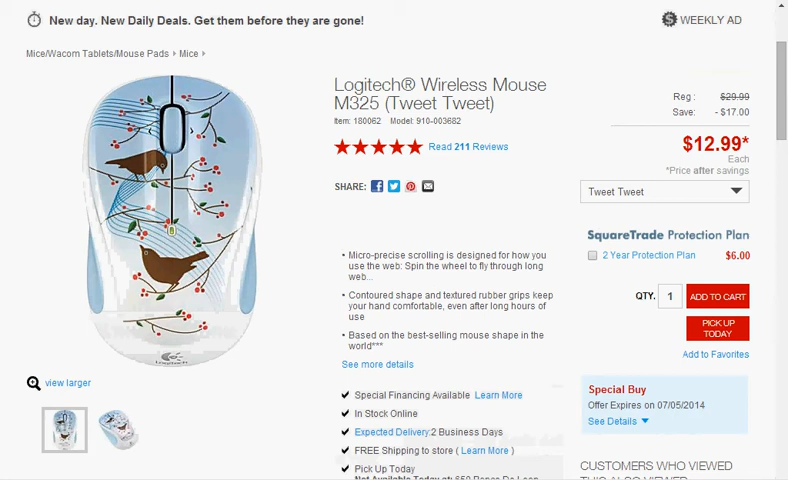 New day. New Daily Deals. Get them before they are gone!
WEEKLY AD
Mice/Wacom Tablets/Mouse Pads
Mice
Logitech® Wireless Mouse
M325 (Tweet Tweet)
Item: 180062 Model: 910-003682
Read 211 Reviews
SHARE:
Micro-precise scrolling is designed for how you
use the web: Spin the wheel to fly through long
web...
Contoured shape and textured rubber grips keep
your hand comfortable, even after long hours of
use
Based on the best-selling mouse shape in the
world***
See more details
Special Financing Available Learn More
In Stock Online
Expected Delivery:2 Business Days
FREE Shipping to store ( Learn More )
Pick Up Today
Reg : $29.99
Save: - $17.00
$12.99*
Each
*Price after savings
Tweet Tweet
SquareTrade Protection Plan
2 Year Protection Plan $6.00
QTY. 1 ADD TO CART
PICK UP
TODAY
Add to Favorites
Special Buy
Offer Expires on 07/05/2014
See Details
CUSTOMERS WHO VIEWED
Logitech
view larger